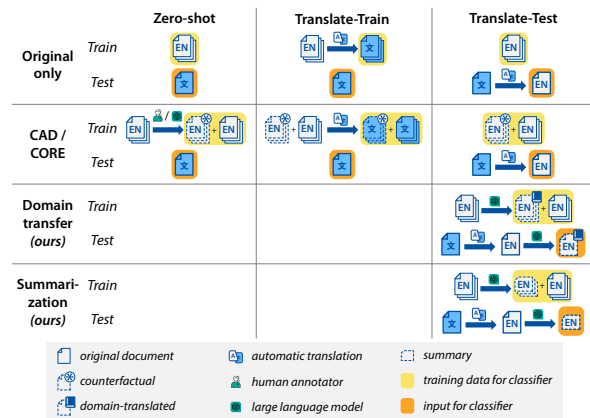 Zero-shot Translate-Train Translate-Test
Original only
Train EN EN 文 EN
Test 文 文 文 EN
CAD / CORE
Train EN / EN + EN EN + EN 文 + 文 EN + EN
Test 文 文 文 EN
Domain transfer (ours)
Train EN EN + EN
Test 文 EN EN
Summari-
zation
(ours)
Train EN EN + EN
Test 文 EN EN
original document automatic translation summary
counterfactual human annotator training data for classifier
domain-translated large language model input for classifier